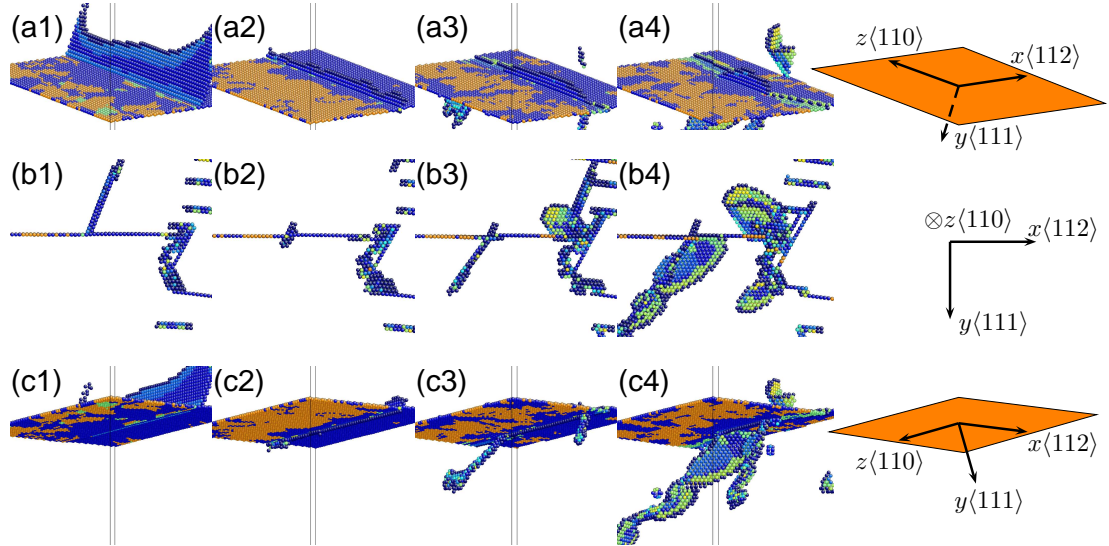 (a1) (a2) (a3) (a4) z⟨110⟩ x⟨112⟩
y⟨111⟩
(b1) (b2) (b3) (b4) ⊗z⟨110⟩ x⟨112⟩
y⟨111⟩
(c1) (c2) (c3) (c4) z⟨110⟩ x⟨112⟩
y⟨111⟩